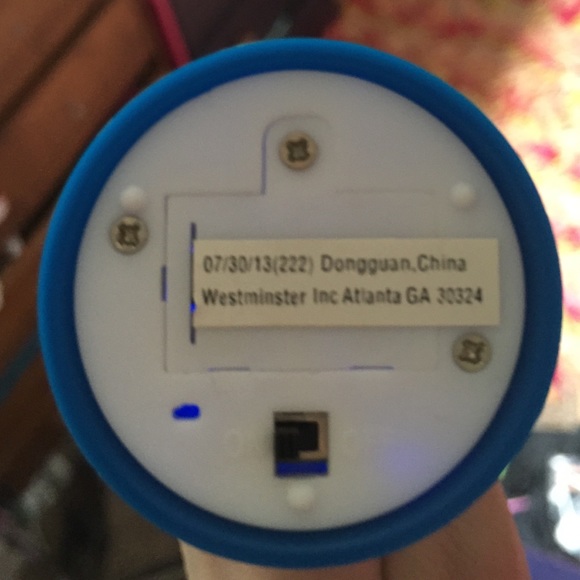 07/30/13(222) Dongguan,China
Westminster Inc Atlanta GA 30324